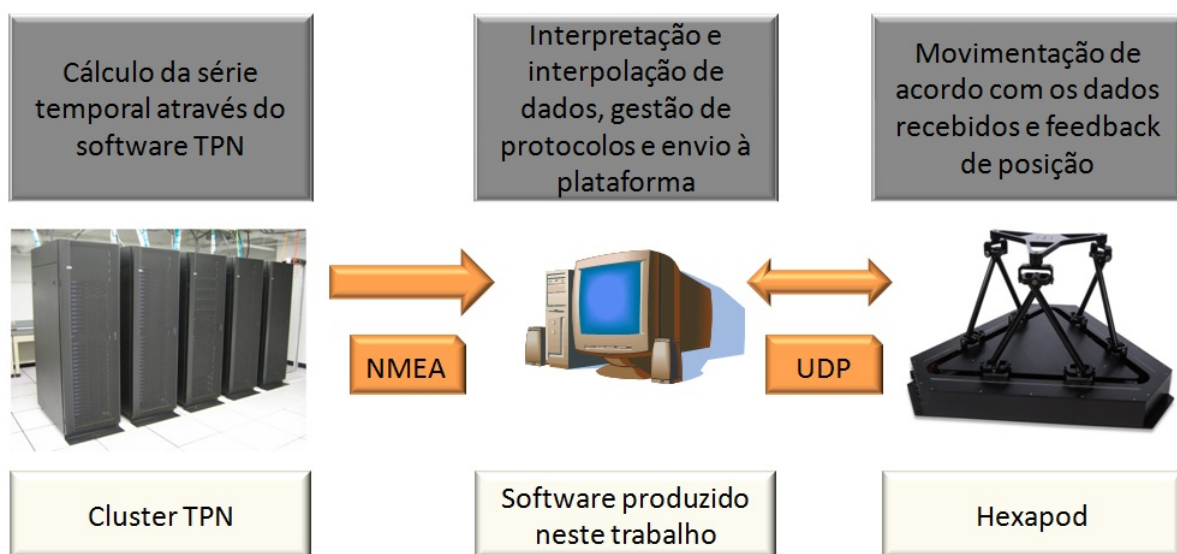 Cálculo da série
temporal através do
software TPN
Interpretação e
interpolação de
dados, gestão de
protocolos e envio à
plataforma
Movimentação de
acordo com os dados
recebidos e feedback
de posição
NMEA
UDP
Cluster TPN
Software produzido
neste trabalho
Hexapod